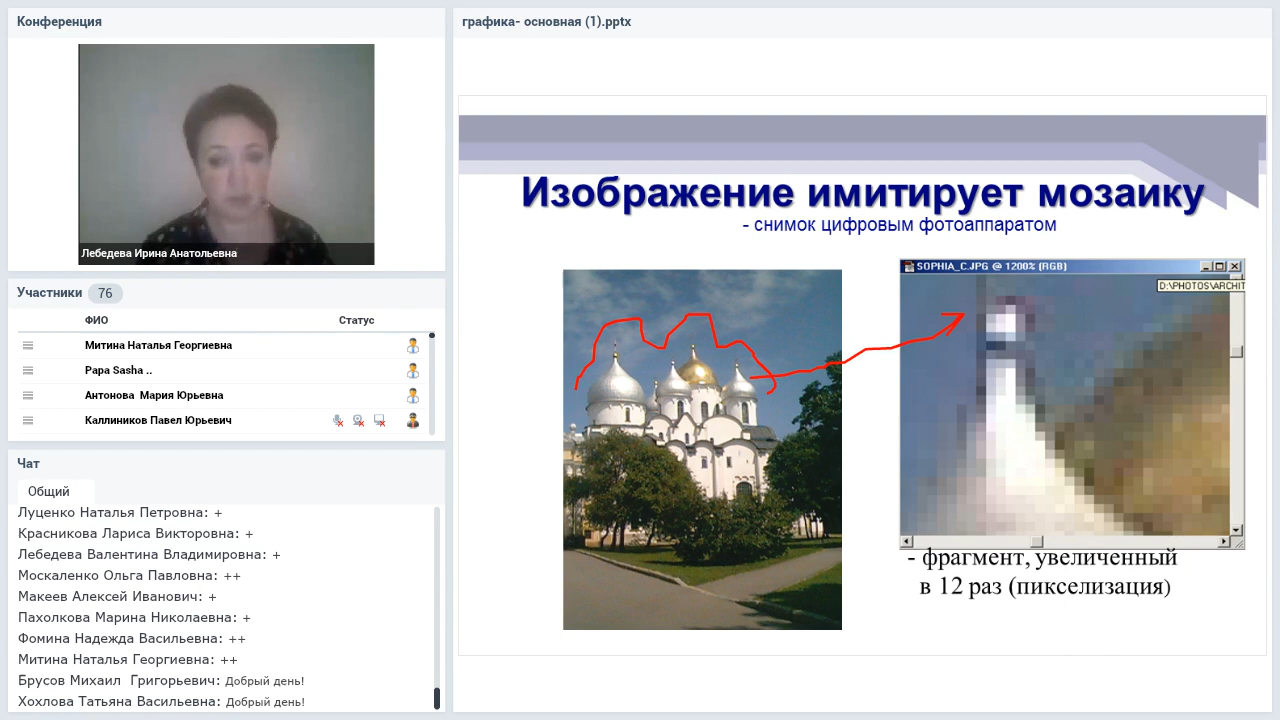 Конференция
Лебедева Ирина Анатольевна
Участники 76
ФИО Статус
Митина Наталья Георгиевна
Papa Sasha ..
Антонова Мария Юрьевна
Каллиников Павел Юрьевич
Чат
Общий
Луценко Наталья Петровна: +
Красникова Лариса Викторовна: +
Лебедева Валентина Владимировна: +
Москаленко Ольга Павловна: ++
Макеев Алексей Иванович: +
Пахолкова Марина Николаевна: +
Фомина Надежда Васильевна: ++
Митина Наталья Георгиевна: ++
Брусов Михаил Григорьевич: Добрый день!
Хохлова Татьяна Васильевна: Добрый день!
графика- основная (1).pptx
Изображение имитирует мозаику
- снимок цифровым фотоаппаратом
SOPHIA_C.JPG @ 1200% (RGB)
D:\PHOTOS\ARCHIT
- фрагмент, увеличенный
в 12 раз (пикселизация)